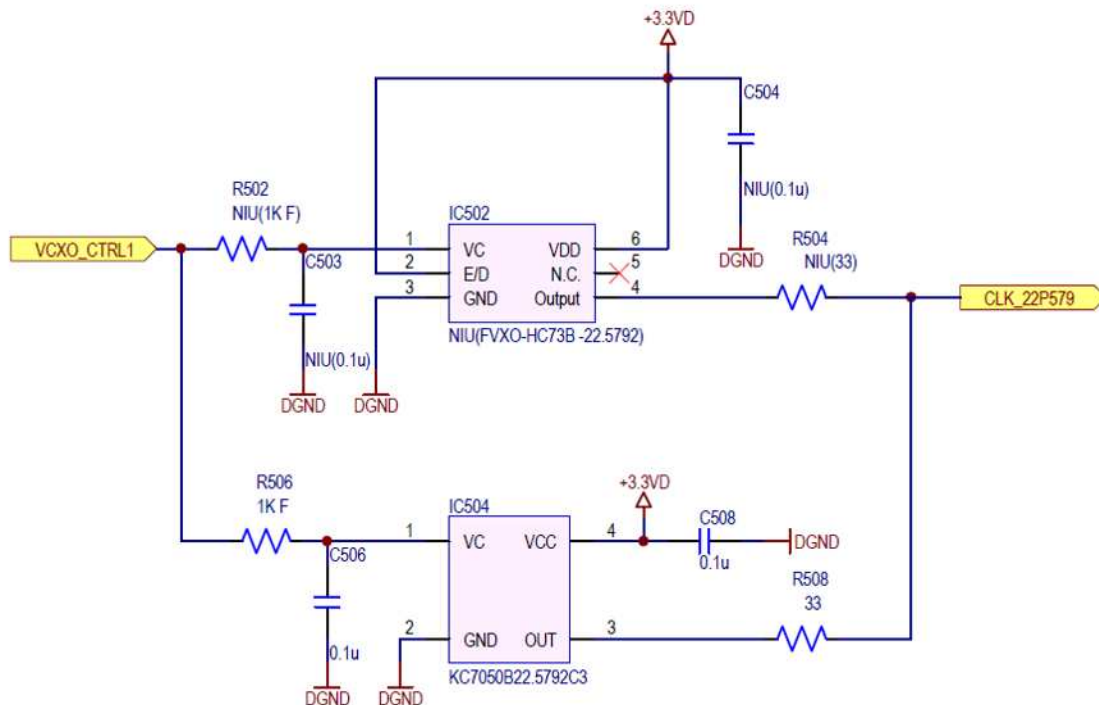 +3.3VD
C504
NIU(0.1u)
DGND
R502
NIU(1K F)
VCXO_CTRL1
C503
NIU(0.1u)
DGND
DGND
IC502
1 VC VDD 6
2 E/D N.C. 5
3 GND Output 4
NIU(FVXO-HC73B -22.5792)
R504
NIU(33)
CLK_22P579
R506
1K F
C506
0.1u
DGND
DGND
IC504
1 VC VCC 4
2 GND OUT 3
KC7050B22.5792C3
+3.3VD
C508
0.1u
DGND
R508
33